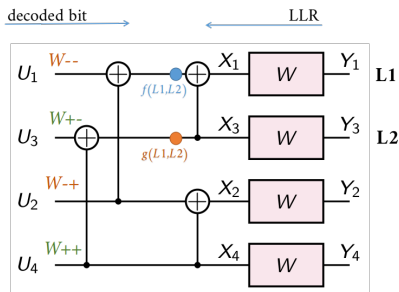 decoded bit LLR
W-- X1 Y1
U1 W L1
f(L1,L2)
W+- X3 Y3
U3 W L2
g(L1,L2)
W-+ X2 Y2
U2 W
W++ X4 Y4
U4 W